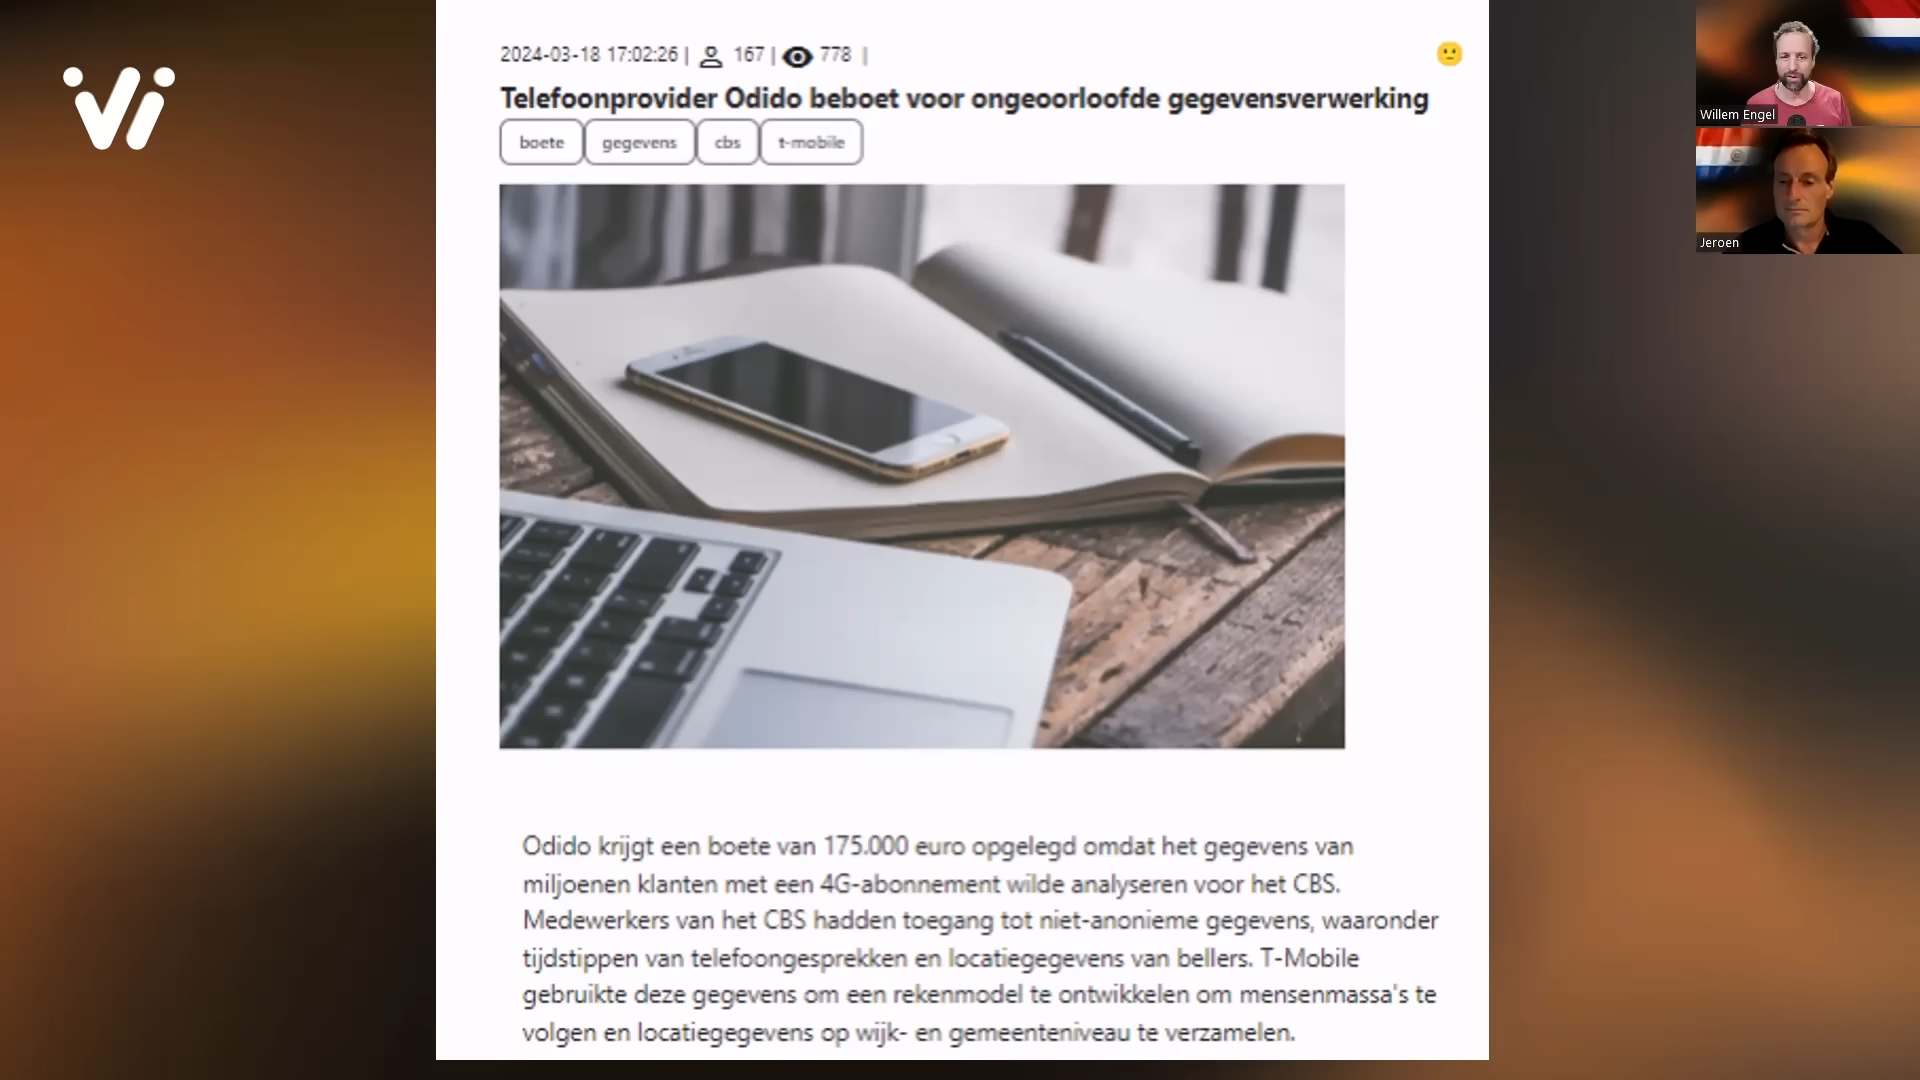 2024-03-18 17:02:26 | 167 | 778 |
Telefoonprovider Odido beboet voor ongeoorloofde gegevensverwerking
boete gegevens cbs t-mobile
Willem Engel
Jeroen
Odido krijgt een boete van 175.000 euro opgelegd omdat het gegevens van
miljoenen klanten met een 4G-abonnement wilde analyseren voor het CBS.
Medewerkers van het CBS hadden toegang tot niet-anonieme gegevens, waaronder
tijdstippen van telefoongesprekken en locatiegegevens van bellers. T-Mobile
gebruikte deze gegevens om een rekenmodel te ontwikkelen om mensenmassa's te
volgen en locatiegegevens op wijk- en gemeenteniveau te verzamelen.